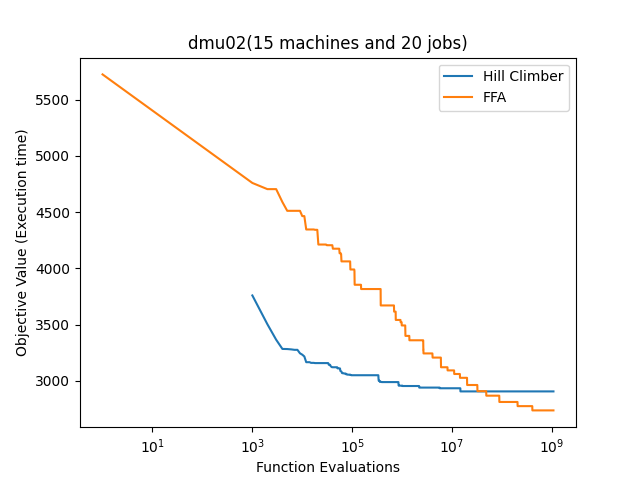 dmu02(15 machines and 20 jobs)
Hill Climber
FFA
Objective Value (Execution time)
5500
5000
4500
4000
3500
3000
10¹ 10³ 10⁵ 10⁷ 10⁹
Function Evaluations